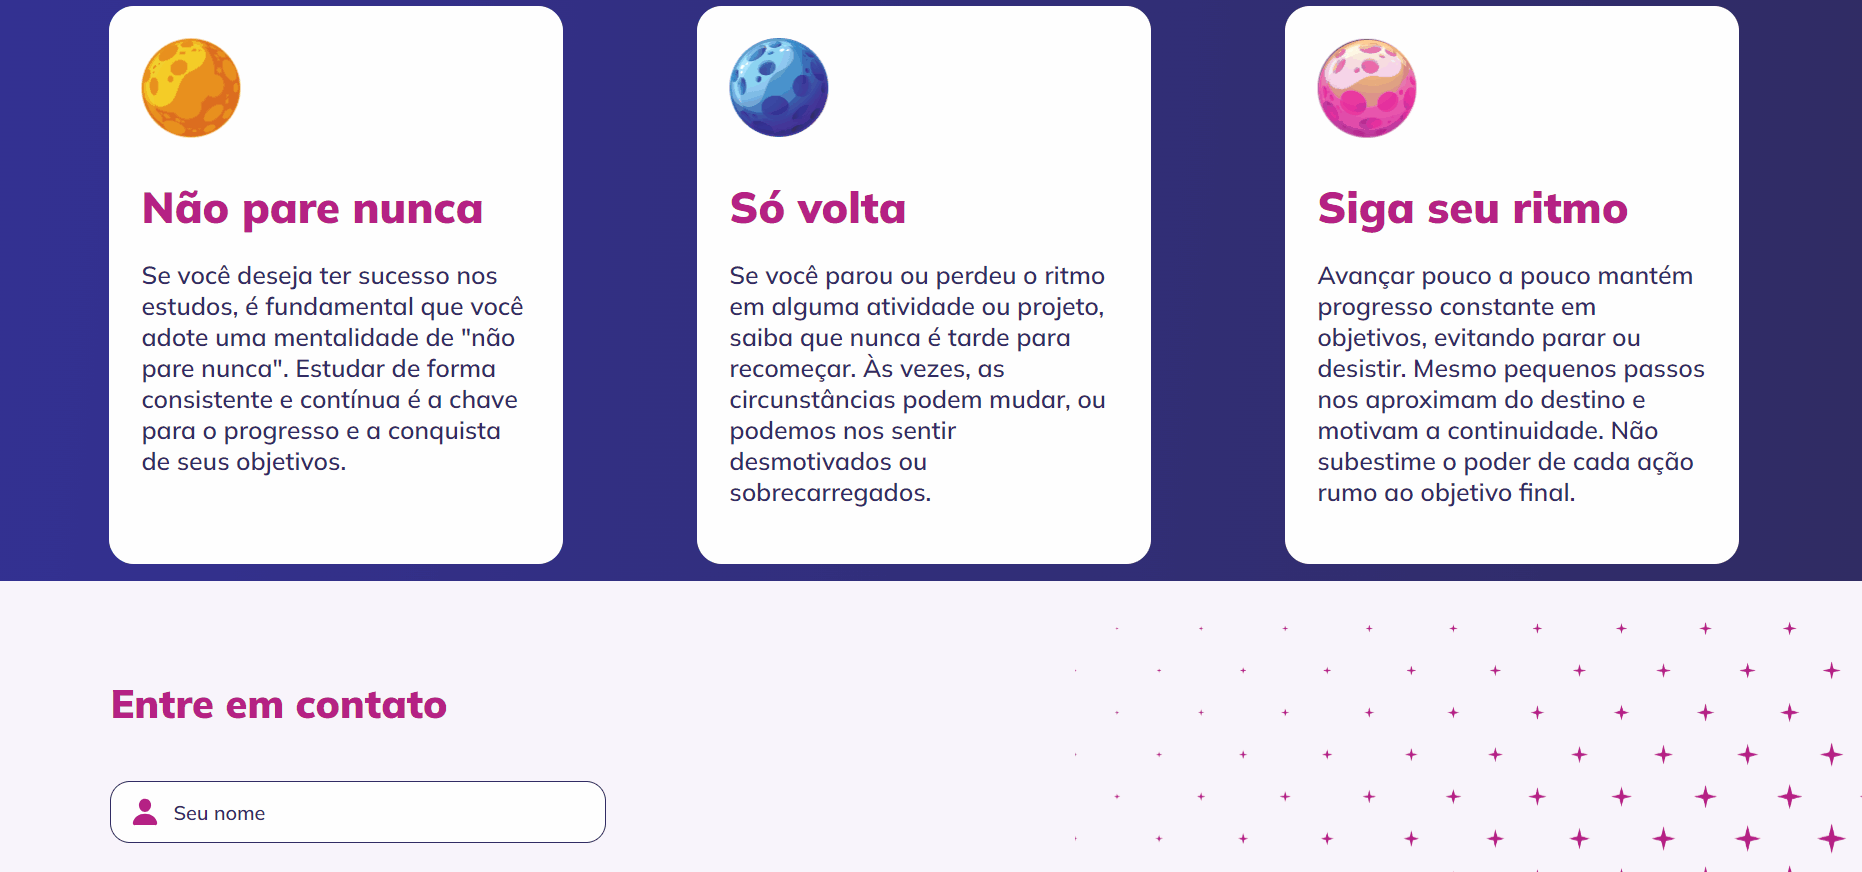 Não pare nunca
Se você deseja ter sucesso nos
estudos, é fundamental que você
adote uma mentalidade de "não
pare nunca". Estudar de forma
consistente e contínua é a chave
para o progresso e a conquista
de seus objetivos.
Só volta
Se você parou ou perdeu o ritmo
em alguma atividade ou projeto,
saiba que nunca é tarde para
recomeçar. Às vezes, as
circunstâncias podem mudar, ou
podemos nos sentir
desmotivados ou
sobrecarregados.
Siga seu ritmo
Avançar pouco a pouco mantém
progresso constante em
objetivos, evitando parar ou
desistir. Mesmo pequenos passos
nos aproximam do destino e
motivam a continuidade. Não
subestime o poder de cada ação
rumo ao objetivo final.
Entre em contato
Seu nome